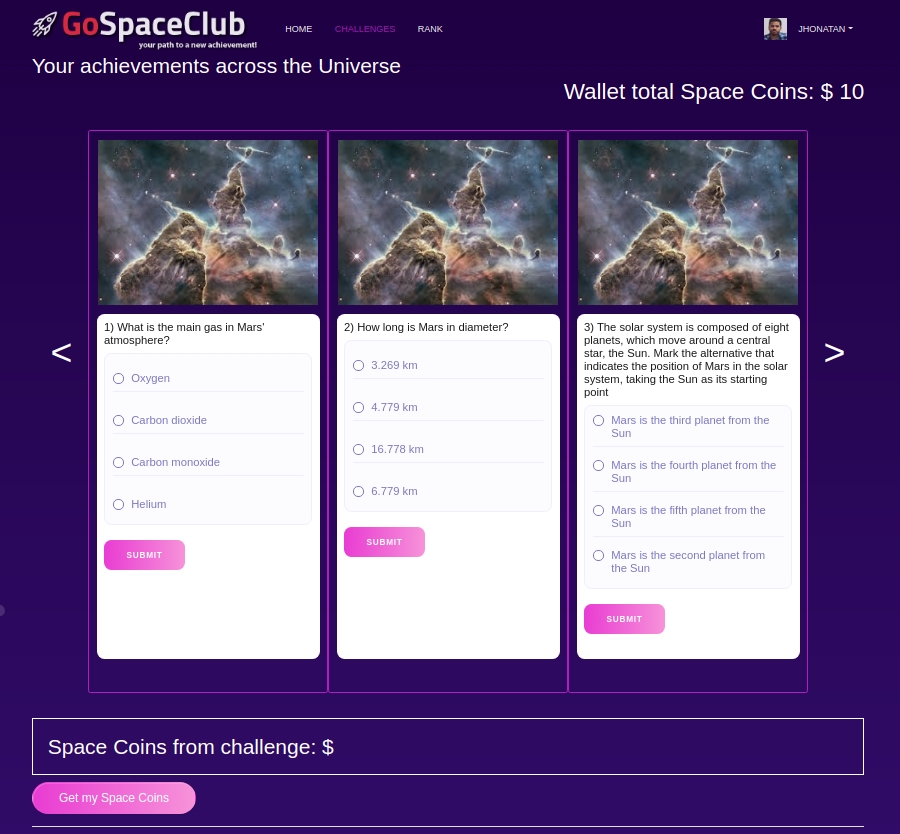 GoSpaceClub
your path to a new achievement!
HOME
CHALLENGES
RANK
JHONATAN
Your achievements across the Universe
Wallet total Space Coins: $ 10
<
1) What is the main gas in Mars'
atmosphere?
Oxygen
Carbon dioxide
Carbon monoxide
Helium
SUBMIT
2) How long is Mars in diameter?
3.269 km
4.779 km
16.778 km
6.779 km
SUBMIT
3) The solar system is composed of eight
planets, which move around a central
star, the Sun. Mark the alternative that
indicates the position of Mars in the solar
system, taking the Sun as its starting
point
Mars is the third planet from the
Sun
Mars is the fourth planet from the
Sun
Mars is the fifth planet from the
Sun
Mars is the second planet from
the Sun
SUBMIT
>
Space Coins from challenge: $
Get my Space Coins